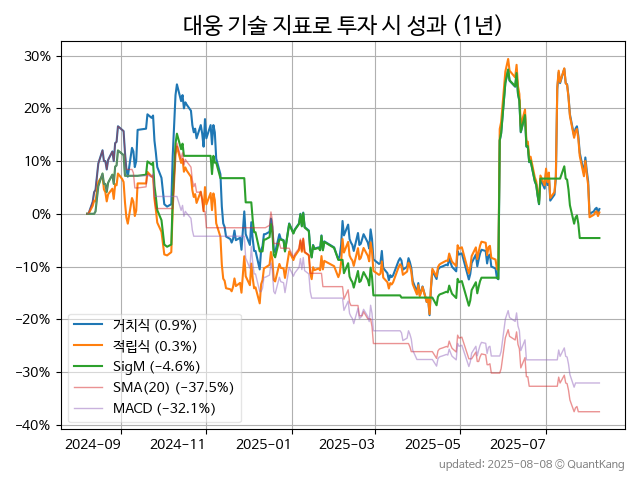 대웅 기술 지표로 투자 시 성과 (1년)
30%
20%
10%
0%
−10%
−20%
−30%
−40%
거치식 (0.9%)
적립식 (0.3%)
SigM (−4.6%)
SMA(20) (−37.5%)
MACD (−32.1%)
2024-09
2024-11
2025-01
2025-03
2025-05
2025-07
updated: 2025-08-08 © QuantKang